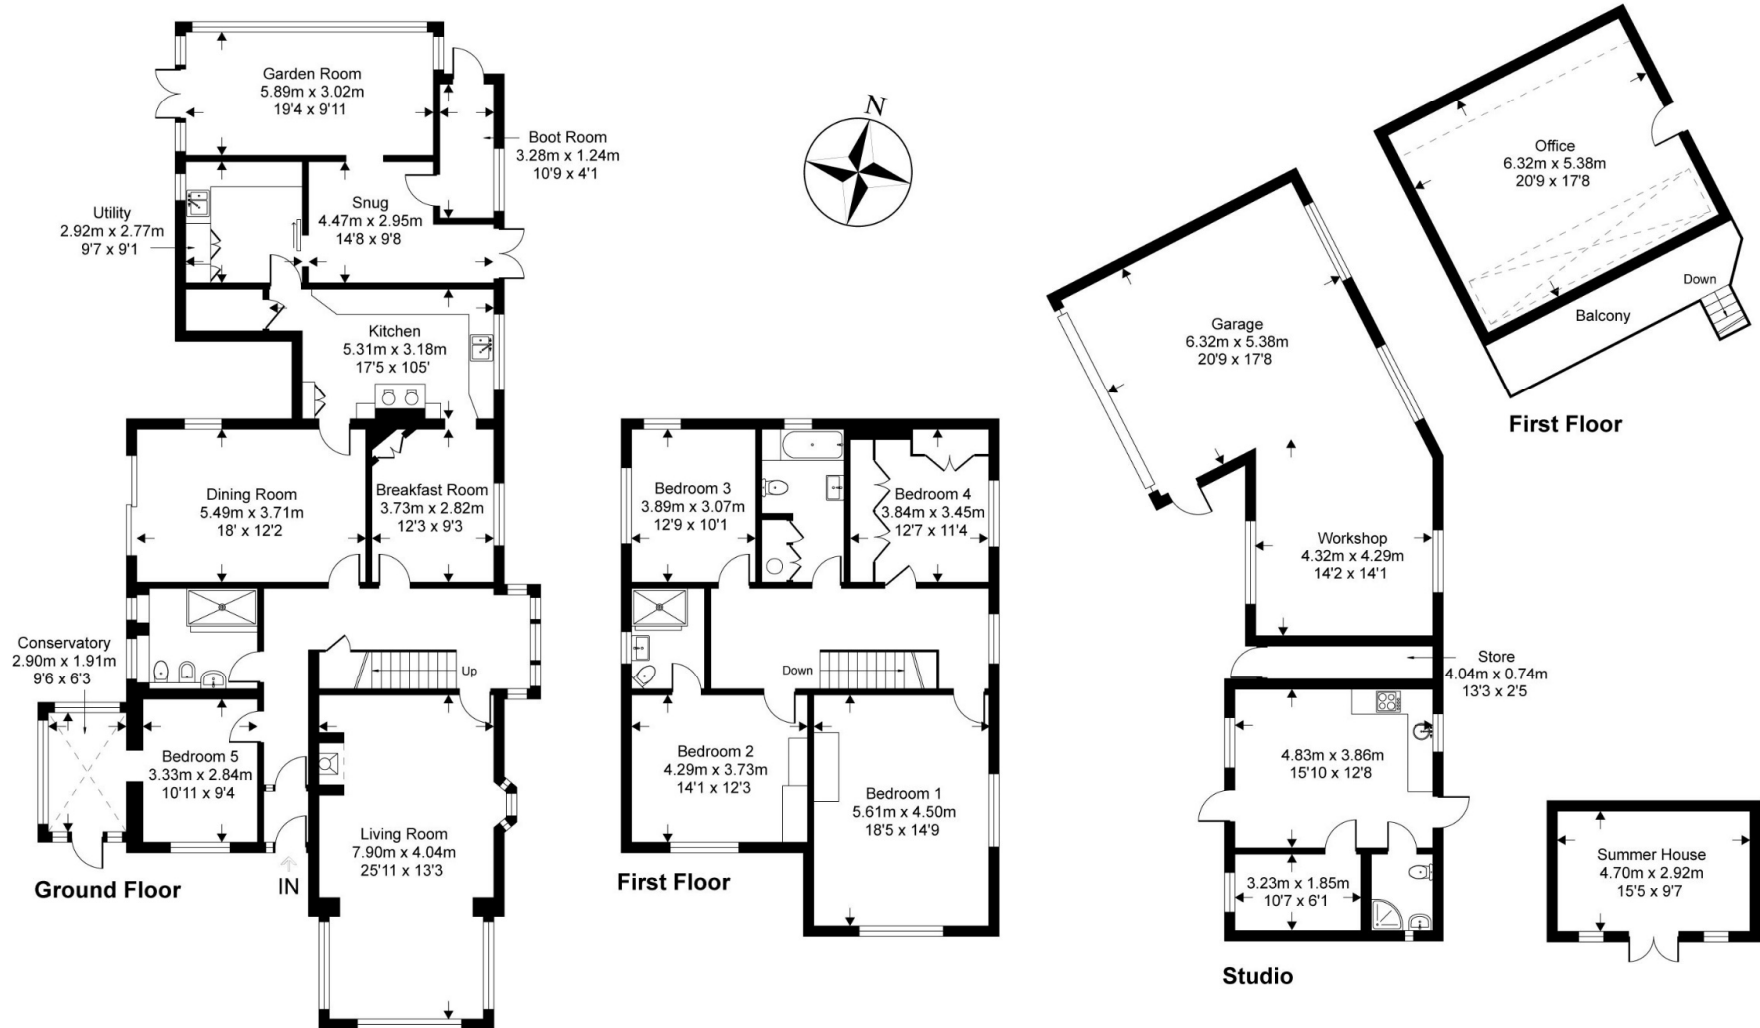 Garden Room
5.89m x 3.02m
19'4 x 9'11
Boot Room
3.28m x 1.24m
10'9 x 4'1
Utility
2.92m x 2.77m
9'7 x 9'1
Snug
4.47m x 2.95m
14'8 x 9'8
Kitchen
5.31m x 3.18m
17'5 x 105'
Dining Room
5.49m x 3.71m
18' x 12'2
Breakfast Room
3.73m x 2.82m
12'3 x 9'3
Conservatory
2.90m x 1.91m
9'6 x 6'3
Up
Bedroom 5
3.33m x 2.84m
10'11 x 9'4
Living Room
7.90m x 4.04m
25'11 x 13'3
IN
Ground Floor
N
Bedroom 3
3.89m x 3.07m
12'9 x 10'1
Bedroom 4
3.84m x 3.45m
12'7 x 11'4
Down
Bedroom 2
4.29m x 3.73m
14'1 x 12'3
Bedroom 1
5.61m x 4.50m
18'5 x 14'9
First Floor
Garage
6.32m x 5.38m
20'9 x 17'8
Workshop
4.32m x 4.29m
14'2 x 14'1
Store
4.04m x 0.74m
13'3 x 2'5
4.83m x 3.86m
15'10 x 12'8
3.23m x 1.85m
10'7 x 6'1
Studio
Office
6.32m x 5.38m
20'9 x 17'8
Down
Balcony
First Floor
Summer House
4.70m x 2.92m
15'5 x 9'7